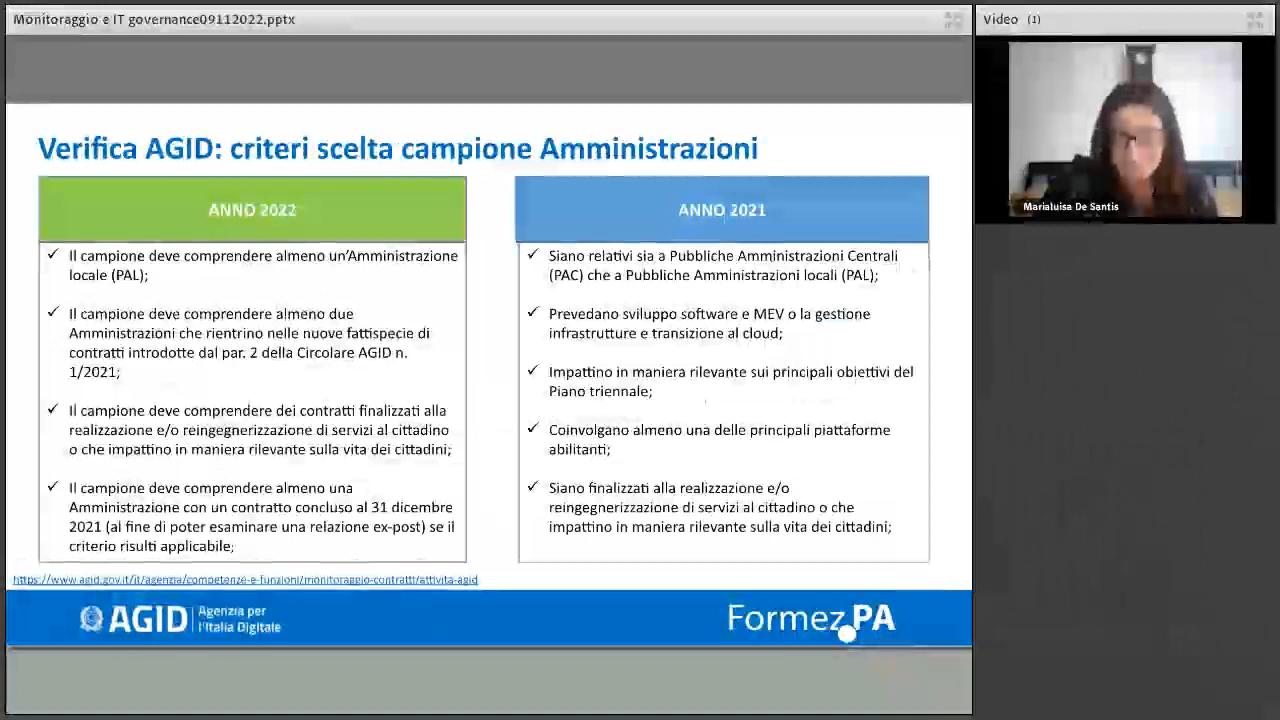 Monitoraggio e IT governance09112022.pptx
Video (1)
Marialuisa De Santis
Verifica AGID: criteri scelta campione Amministrazioni
ANNO 2022
✓ Il campione deve comprendere almeno un'Amministrazione
locale (PAL);
✓ Il campione deve comprendere almeno due
Amministrazioni che rientrino nelle nuove fattispecie di
contratti introdotte dal par. 2 della Circolare AGID n.
1/2021;
✓ Il campione deve comprendere dei contratti finalizzati alla
realizzazione e/o reingegnerizzazione di servizi al cittadino
o che impattino in maniera rilevante sulla vita dei cittadini;
✓ Il campione deve comprendere almeno una
Amministrazione con un contratto concluso al 31 dicembre
2021 (al fine di poter esaminare una relazione ex-post) se il
criterio risulti applicabile;
ANNO 2021
✓ Siano relativi sia a Pubbliche Amministrazioni Centrali
(PAC) che a Pubbliche Amministrazioni locali (PAL);
✓ Prevedano sviluppo software e MEV o la gestione
infrastrutture e transizione al cloud;
✓ Impattino in maniera rilevante sui principali obiettivi del
Piano triennale;
✓ Coinvolgano almeno una delle principali piattaforme
abilitanti;
✓ Siano finalizzati alla realizzazione e/o
reingegnerizzazione di servizi al cittadino o che
impattino in maniera rilevante sulla vita dei cittadini;
https://www.agid.gov.it/it/agenzia/competenze-e-funzioni/monitoraggio-contratti/attivita-agid
AGID Agenzia per
l'Italia Digitale
Formez PA